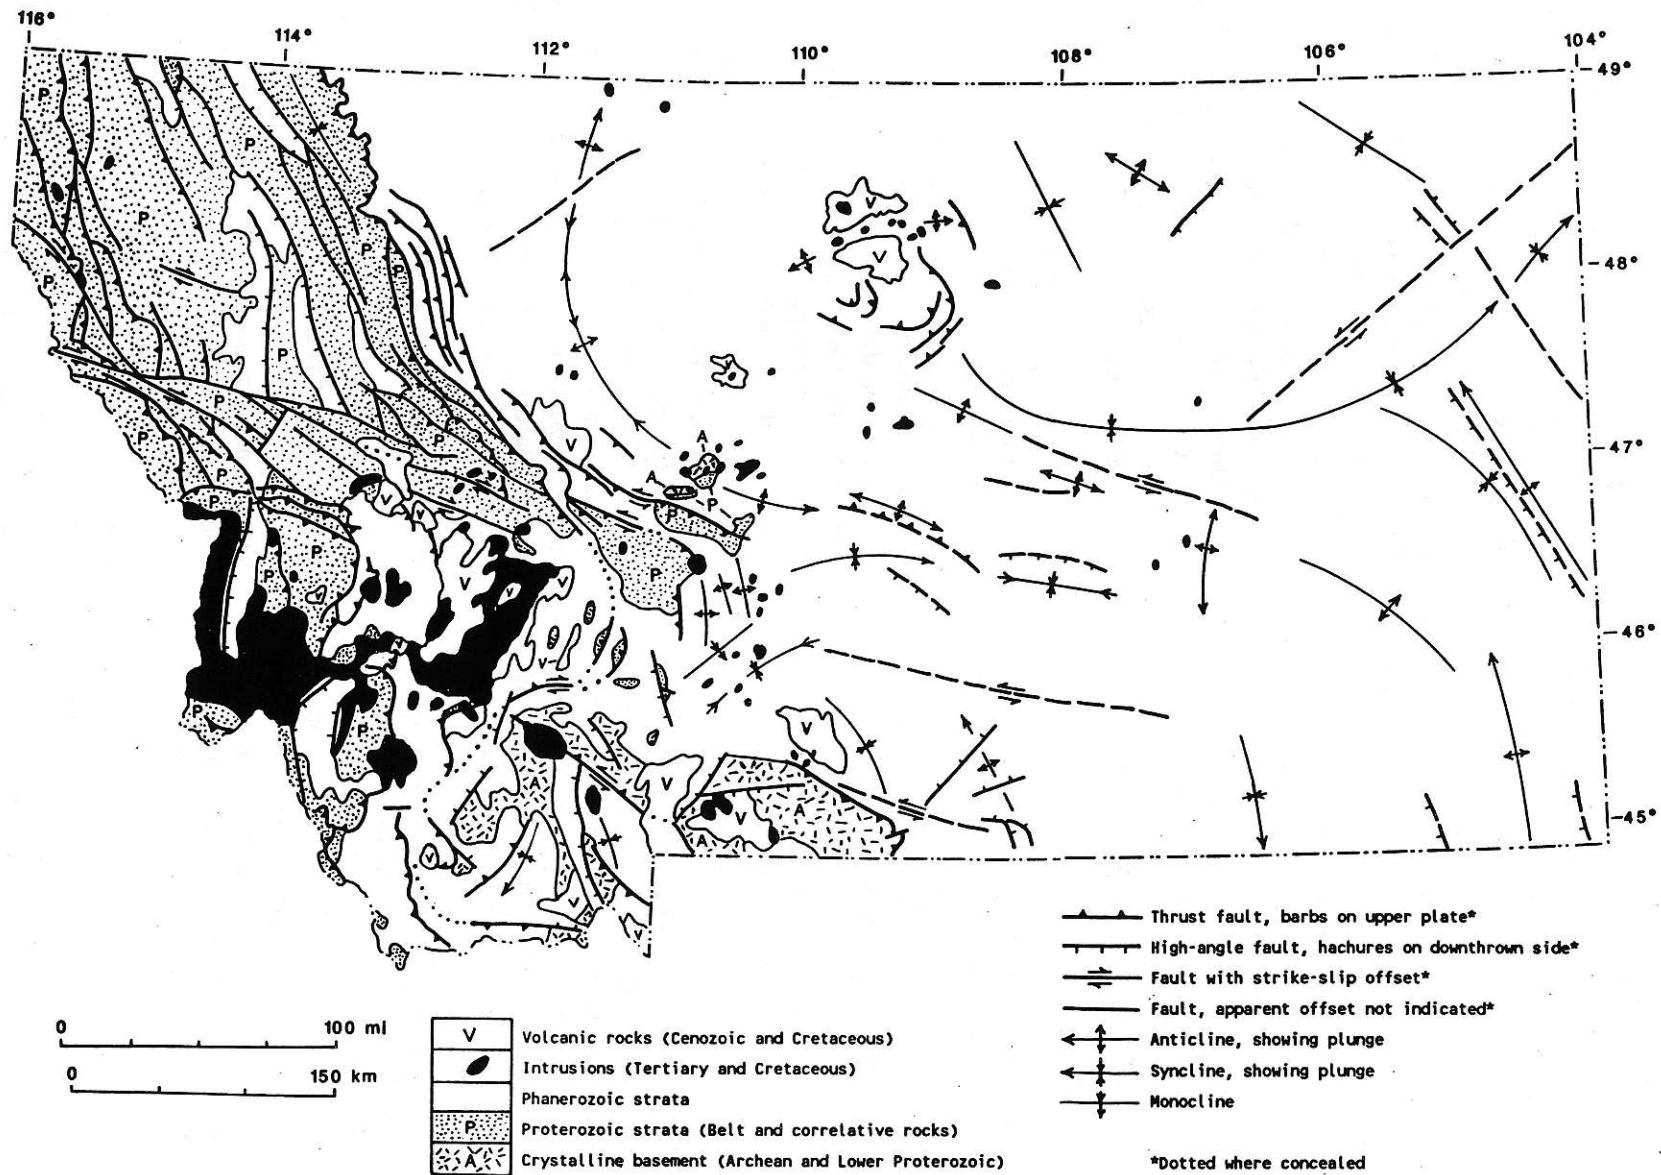 116°
114°
112°
110°
108°
106°
104°
49°
48°
47°
46°
45°
P
P
P
P
P
P
P
P
V
V
P
P
P
P
P
P
V
A
A
V
P
P
P
V
V
P
P
V
V
V
V
V
V
P
P
V
V
A
V
V
A
A
V
V
V
Thrust fault, barbs on upper plate*
High-angle fault, hachures on downthrown side*
Fault with strike-slip offset*
Fault, apparent offset not indicated*
Anticline, showing plunge
Syncline, showing plunge
Monocline
*Dotted where concealed
0 100 mi
0 150 km
V Volcanic rocks (Cenozoic and Cretaceous)
Intrusions (Tertiary and Cretaceous)
Phanerozoic strata
P Proterozoic strata (Belt and correlative rocks)
A Crystalline basement (Archean and Lower Proterozoic)